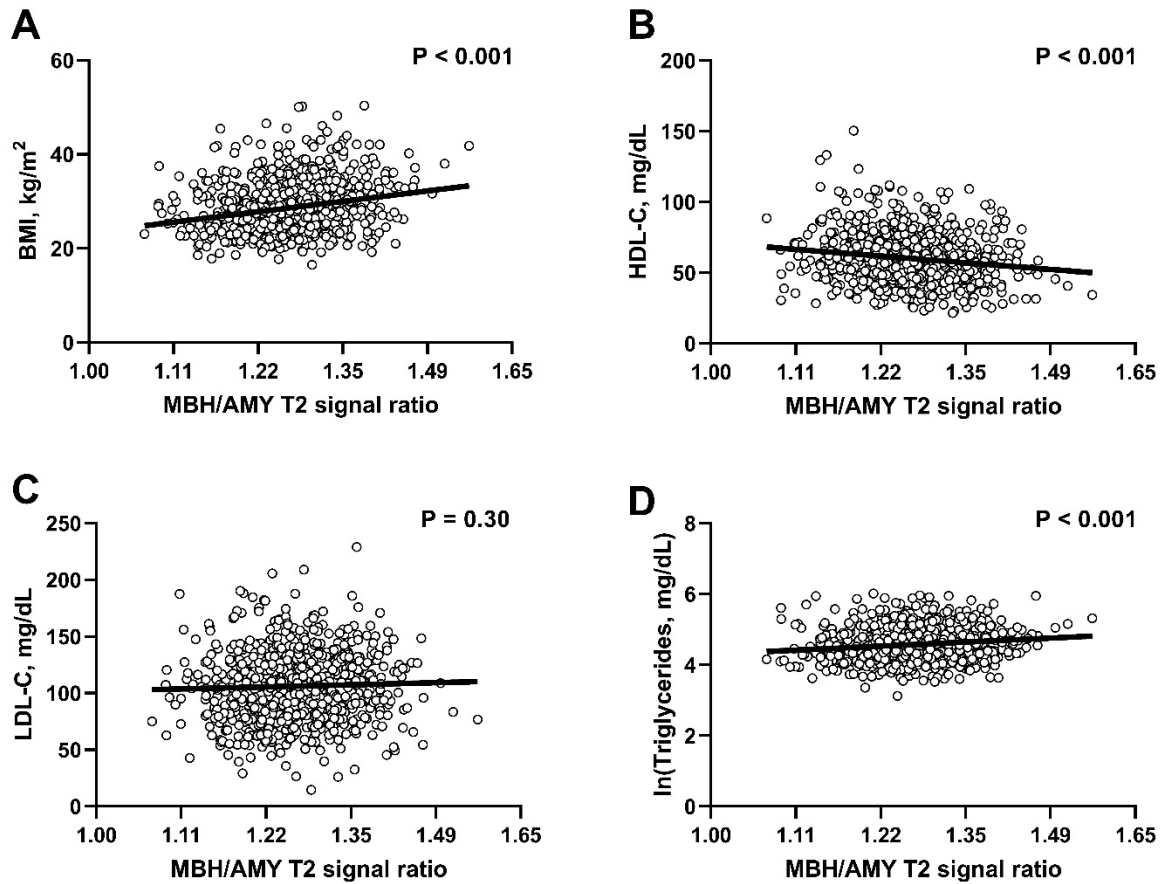 A
P < 0.001
BMI, kg/m²
60
40
20
0
1.00 1.11 1.22 1.35 1.49 1.65
MBH/AMY T2 signal ratio
B
P < 0.001
HDL-C, mg/dL
200
150
100
50
0
1.00 1.11 1.22 1.35 1.49 1.65
MBH/AMY T2 signal ratio
C
P = 0.30
LDL-C, mg/dL
250
200
150
100
50
0
1.00 1.11 1.22 1.35 1.49 1.65
MBH/AMY T2 signal ratio
D
P < 0.001
ln(Triglycerides, mg/dL)
8
6
4
2
0
1.00 1.11 1.22 1.35 1.49 1.65
MBH/AMY T2 signal ratio